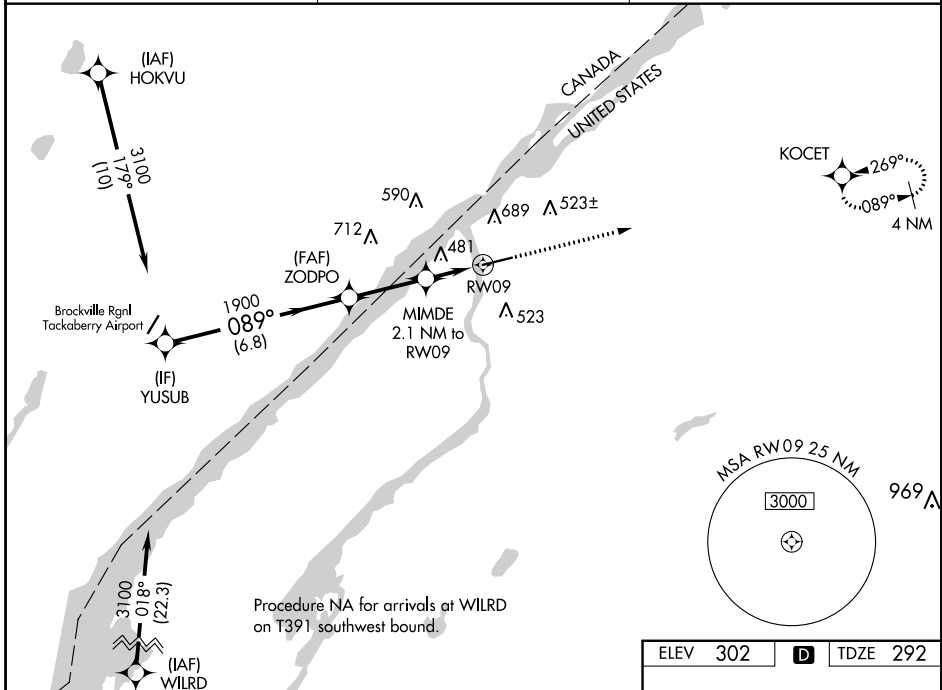 (IAF)
HOKVU
3100
179°
(10)
CANADA
UNITED STATES
KOCET
269°
089°
4 NM
590
712
689
523±
481
(FAF)
ZODPO
RW09
1900
089°
(6.8)
MIMDE
2.1 NM to
RW09
523
Brockville Rgnl
Tackaberry Airport
(IF)
YUSUB
MSA RW09 25 NM
3000
969
3100
018°
(22.3)
Procedure NA for arrivals at WILRD
on T391 southwest bound.
(IAF)
WILRD
ELEV 302 D TDZE 292